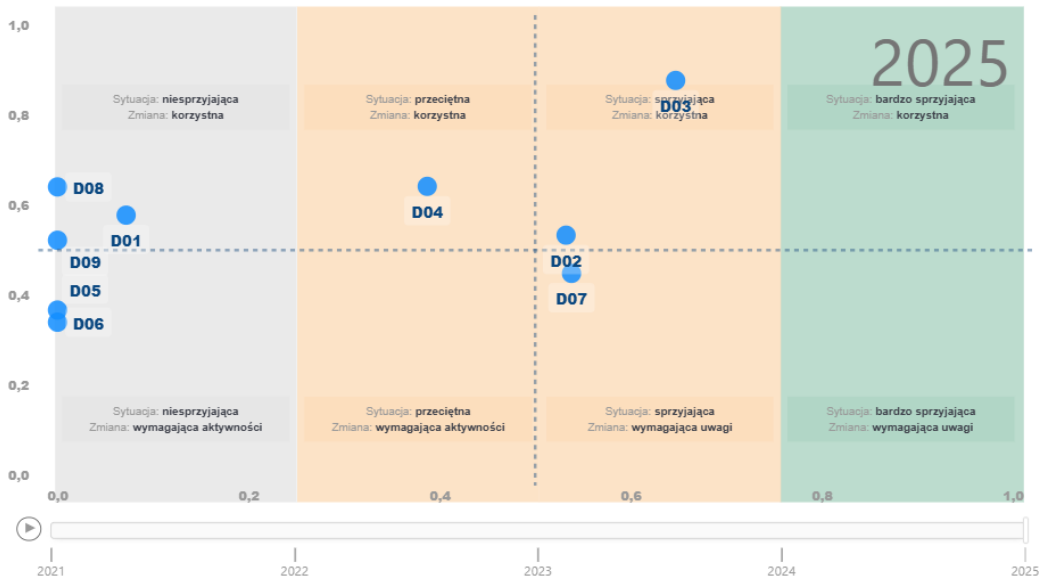 1,0
2025
Sytuacja: niesprzyjająca
Zmiana: korzystna
Sytuacja: przeciętna
Zmiana: korzystna
Sytuacja: sprzyjająca
Zmiana: korzystna
Sytuacja: bardzo sprzyjająca
Zmiana: korzystna
D03
0,8
D08
0,6
D04
D01
D09
D02
D05
0,4
D07
D06
0,2
Sytuacja: niesprzyjająca
Zmiana: wymagająca aktywności
Sytuacja: przeciętna
Zmiana: wymagająca aktywności
Sytuacja: sprzyjająca
Zmiana: wymagająca uwagi
Sytuacja: bardzo sprzyjająca
Zmiana: wymagająca uwagi
0,0
0,0 0,2 0,4 0,6 0,8 1,0
2021 2022 2023 2024 2025